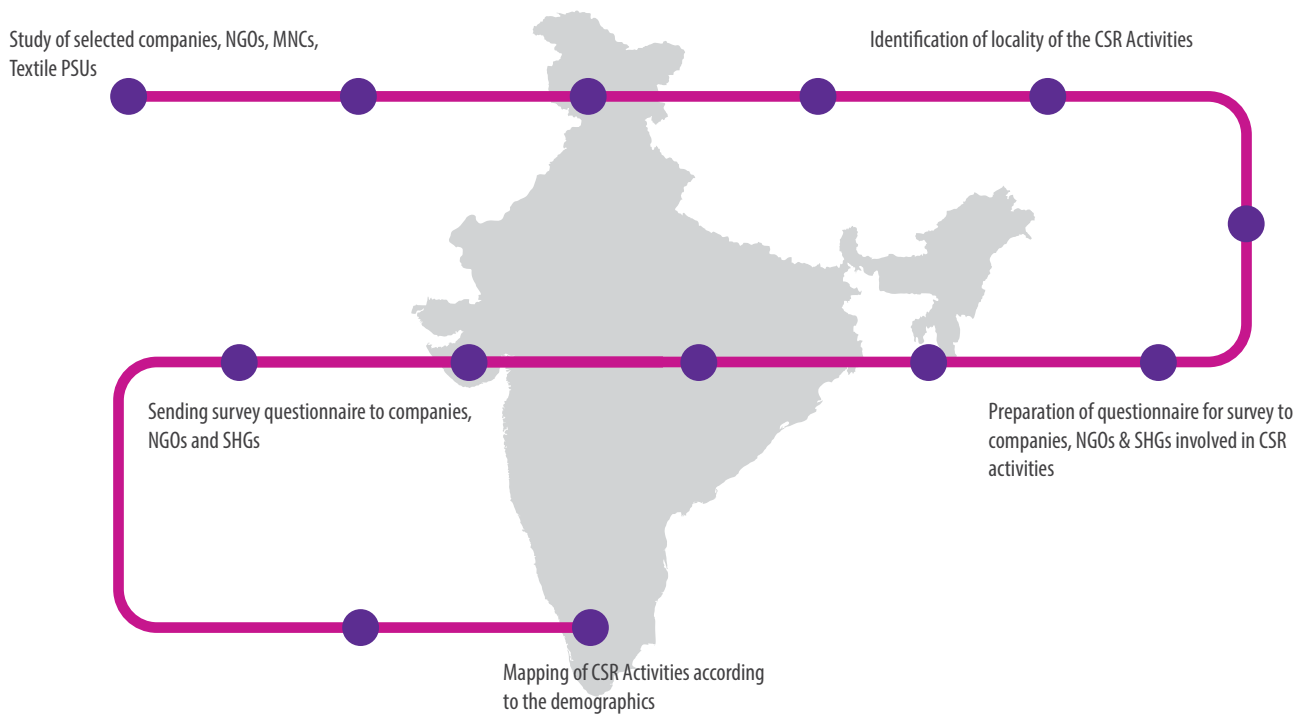 Study of selected companies, NGOs, MNCs,
Textile PSUs
Identification of locality of the CSR Activities
Preparation of questionnaire for survey to
companies, NGOs & SHGs involved in CSR
activities
Sending survey questionnaire to companies,
NGOs and SHGs
Mapping of CSR Activities according
to the demographics